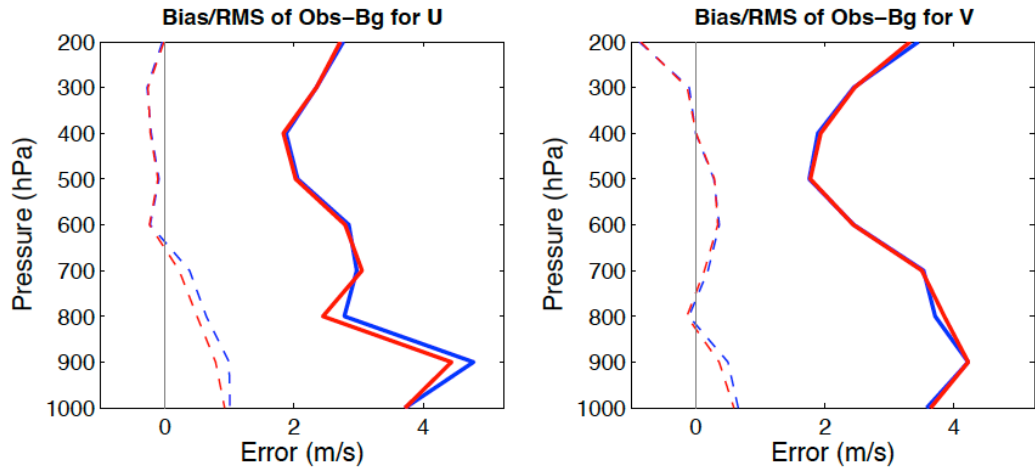 Bias/RMS of Obs-Bg for U
200
300
400
500
600
700
800
900
1000
Pressure (hPa)
0 2 4
Error (m/s)
Bias/RMS of Obs-Bg for V
200
300
400
500
600
700
800
900
1000
Pressure (hPa)
0 2 4
Error (m/s)